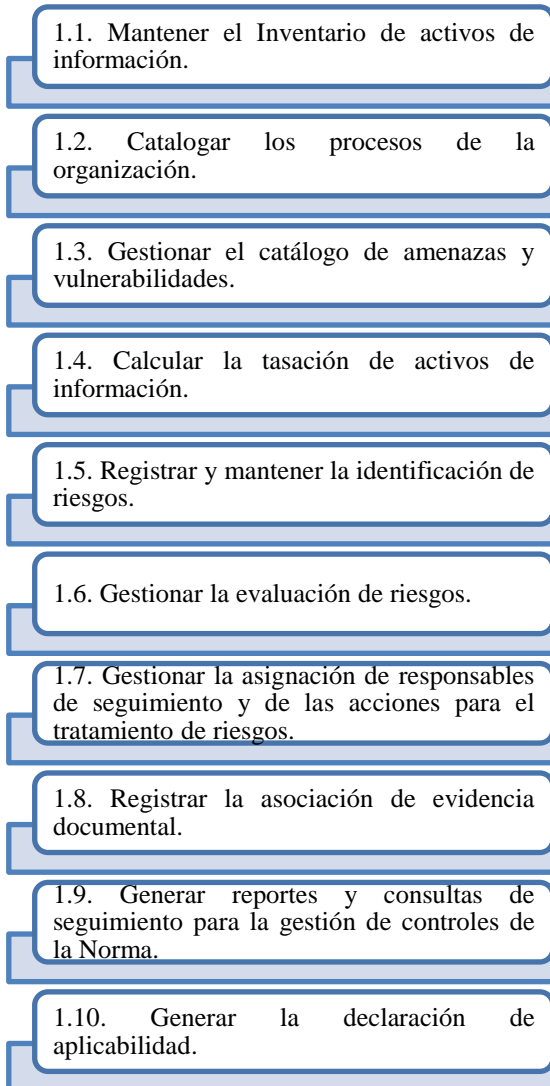 1.1. Mantener el Inventario de activos de
información.
1.2. Catalogar los procesos de la
organización.
1.3. Gestionar el catálogo de amenazas y
vulnerabilidades.
1.4. Calcular la tasación de activos de
información.
1.5. Registrar y mantener la identificación de
riesgos.
1.6. Gestionar la evaluación de riesgos.
1.7. Gestionar la asignación de responsables
de seguimiento y de las acciones para el
tratamiento de riesgos.
1.8. Registrar la asociación de evidencia
documental.
1.9. Generar reportes y consultas de
seguimiento para la gestión de controles de
la Norma.
1.10. Generar la declaración de
aplicabilidad.